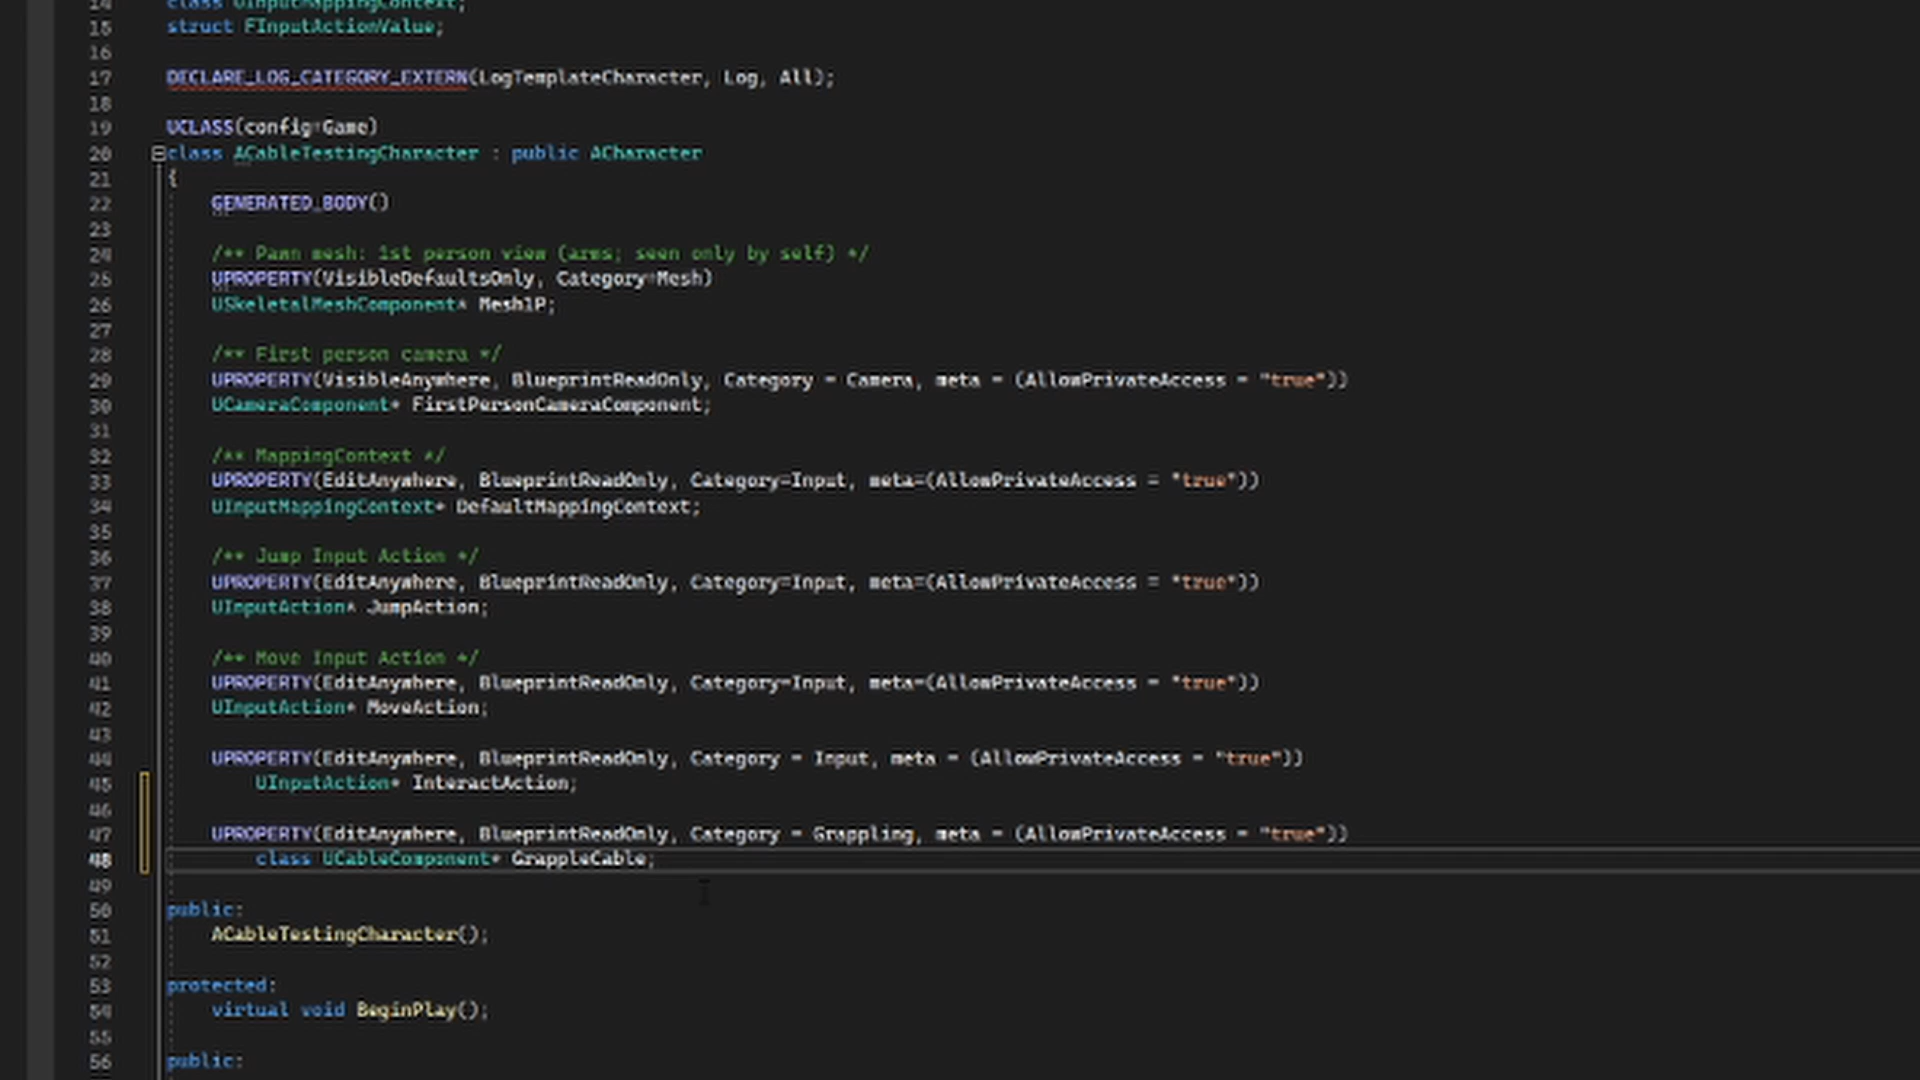 14 class UInputMappingContext;
15 struct FInputActionValue;
16
17 DECLARE_LOG_CATEGORY_EXTERN(LogTemplateCharacter, Log, All);
18
19 UCLASS(config=Game)
20 class ACableTestingCharacter : public ACharacter
21 {
22 GENERATED_BODY()
23
24 /** Pawn mesh: 1st person view (arms; seen only by self) */
25 UPROPERTY(VisibleDefaultsOnly, Category=Mesh)
26 USkeletalMeshComponent* Mesh1P;
27
28 /** First person camera */
29 UPROPERTY(VisibleAnywhere, BlueprintReadOnly, Category = Camera, meta = (AllowPrivateAccess = "true"))
30 UCameraComponent* FirstPersonCameraComponent;
31
32 /** MappingContext */
33 UPROPERTY(EditAnywhere, BlueprintReadOnly, Category=Input, meta=(AllowPrivateAccess = "true"))
34 UInputMappingContext* DefaultMappingContext;
35
36 /** Jump Input Action */
37 UPROPERTY(EditAnywhere, BlueprintReadOnly, Category=Input, meta=(AllowPrivateAccess = "true"))
38 UInputAction* JumpAction;
39
40 /** Move Input Action */
41 UPROPERTY(EditAnywhere, BlueprintReadOnly, Category=Input, meta=(AllowPrivateAccess = "true"))
42 UInputAction* MoveAction;
43
44 UPROPERTY(EditAnywhere, BlueprintReadOnly, Category = Input, meta = (AllowPrivateAccess = "true"))
45 UInputAction* InteractAction;
46
47 UPROPERTY(EditAnywhere, BlueprintReadOnly, Category = Grappling, meta = (AllowPrivateAccess = "true"))
48 class UCableComponent* GrappleCable;
49
50 public:
51 ACableTestingCharacter();
52
53 protected:
54 virtual void BeginPlay();
55
56 public: